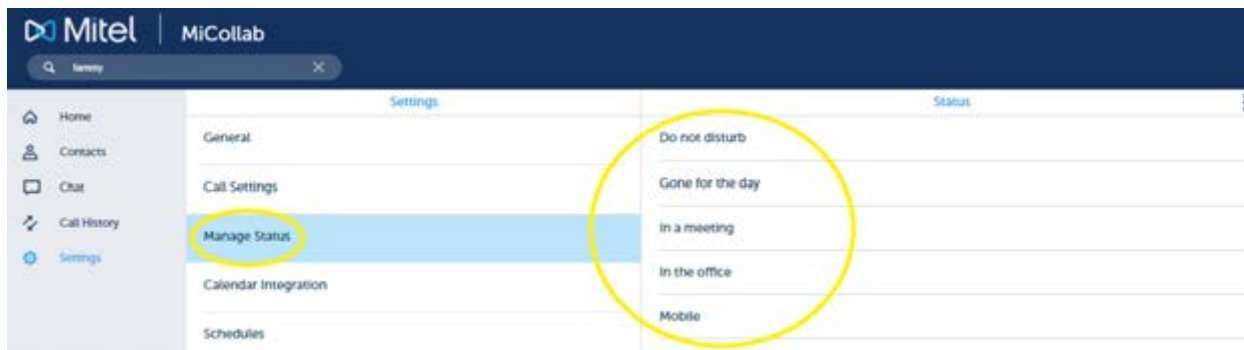 Mitel | MiCollab
tammy
Home
Contacts
Chat
Call History
Settings
Settings
General
Call Settings
Manage Status
Calendar Integration
Schedules
Status
Do not disturb
Gone for the day
In a meeting
In the office
Mobile